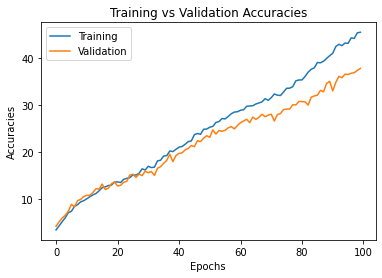 Training vs Validation Accuracies
Training
Validation
Accuracies
40
30
20
10
0
20
40
60
80
100
Epochs